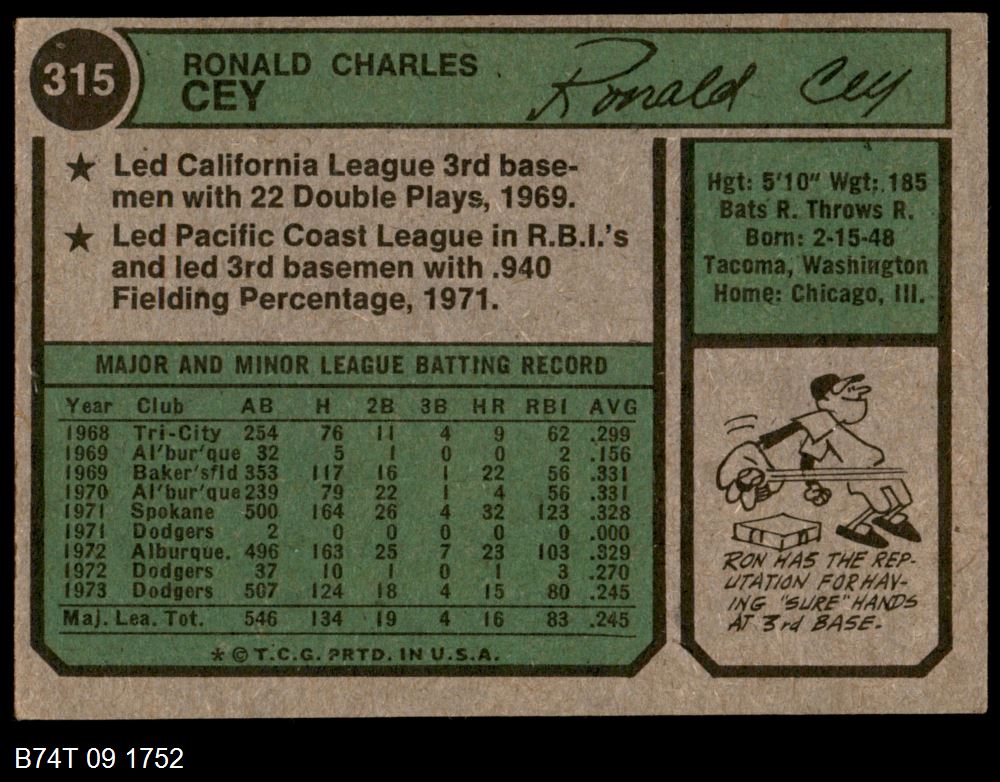 315
RONALD CHARLES
CEY
Ronald Cey
★ Led California League 3rd base-
men with 22 Double Plays, 1969.
★ Led Pacific Coast League in R.B.I.'s
and led 3rd basemen with .940
Fielding Percentage, 1971.
Hgt: 5'10" Wgt: 185
Bats R. Throws R.
Born: 2-15-48
Tacoma, Washington
Home: Chicago, Ill.
MAJOR AND MINOR LEAGUE BATTING RECORD
Year Club AB H 2B 3B HR RBI AVG
1968 Tri-City 254 76 11 4 9 62 .299
1969 Al'bur'que 32 5 1 0 0 2 .156
1969 Baker'sfld 353 117 16 1 22 56 .331
1970 Al'bur'que 239 79 22 1 4 56 .331
1971 Spokane 500 164 26 4 32 123 .328
1971 Dodgers 2 0 0 0 0 0 .000
1972 Alburque. 496 163 25 7 23 103 .329
1972 Dodgers 37 10 1 0 1 3 .270
1973 Dodgers 507 124 18 4 15 80 .245
Maj. Lea. Tot. 546 134 19 4 16 83 .245
* © T.C.G. PRTD. IN U.S.A.
RON HAS THE REP-
UTATION FOR HAV-
ING "SURE" HANDS
AT 3rd BASE.
B74T 09 1752